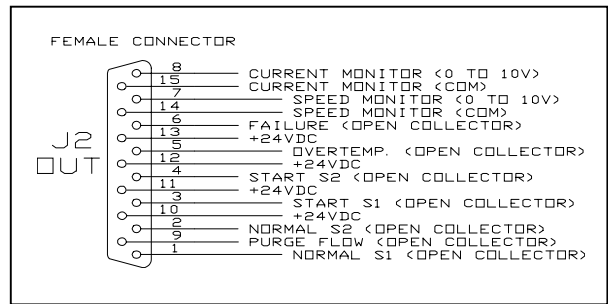 FEMALE CONNECTOR
J2
OUT
8 CURRENT MONITOR (0 TO 10V)
15 CURRENT MONITOR (COM)
7 SPEED MONITOR (0 TO 10V)
14 SPEED MONITOR (COM)
6 FAILURE (OPEN COLLECTOR)
13 +24VDC
5 OVERTEMP. (OPEN COLLECTOR)
12 +24VDC
4 START S2 (OPEN COLLECTOR)
11 +24VDC
3 START S1 (OPEN COLLECTOR)
10 +24VDC
2 NORMAL S2 (OPEN COLLECTOR)
9 PURGE FLOW (OPEN COLLECTOR)
1 NORMAL S1 (OPEN COLLECTOR)